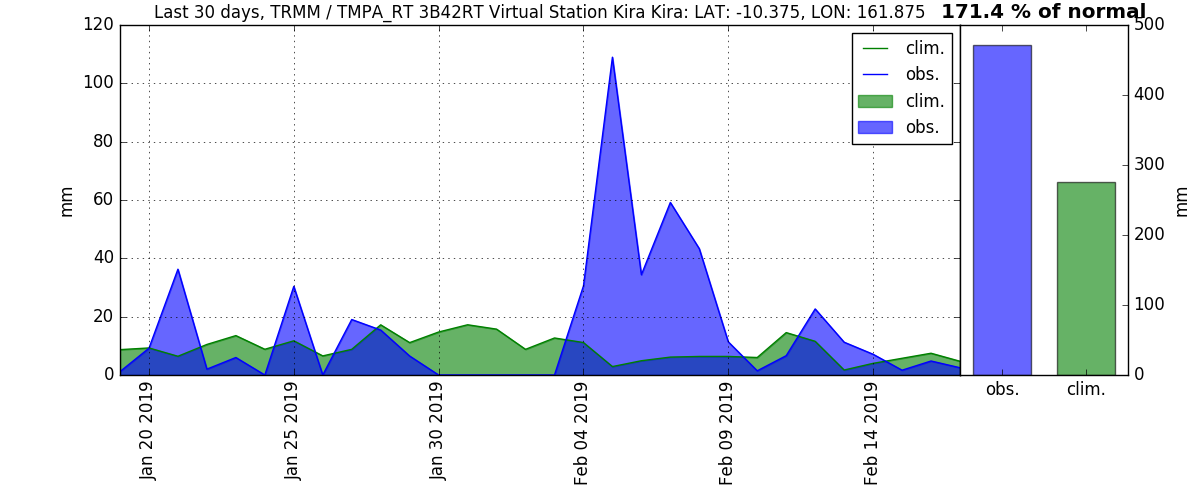 Last 30 days, TRMM / TMPA_RT 3B42RT Virtual Station Kira Kira: LAT: -10.375, LON: 161.875
171.4 % of normal
120
100
80
60
40
20
0
mm
clim.
obs.
clim.
obs.
Jan 20 2019
Jan 25 2019
Jan 30 2019
Feb 04 2019
Feb 09 2019
Feb 14 2019
500
400
300
200
100
0
mm
obs.
clim.